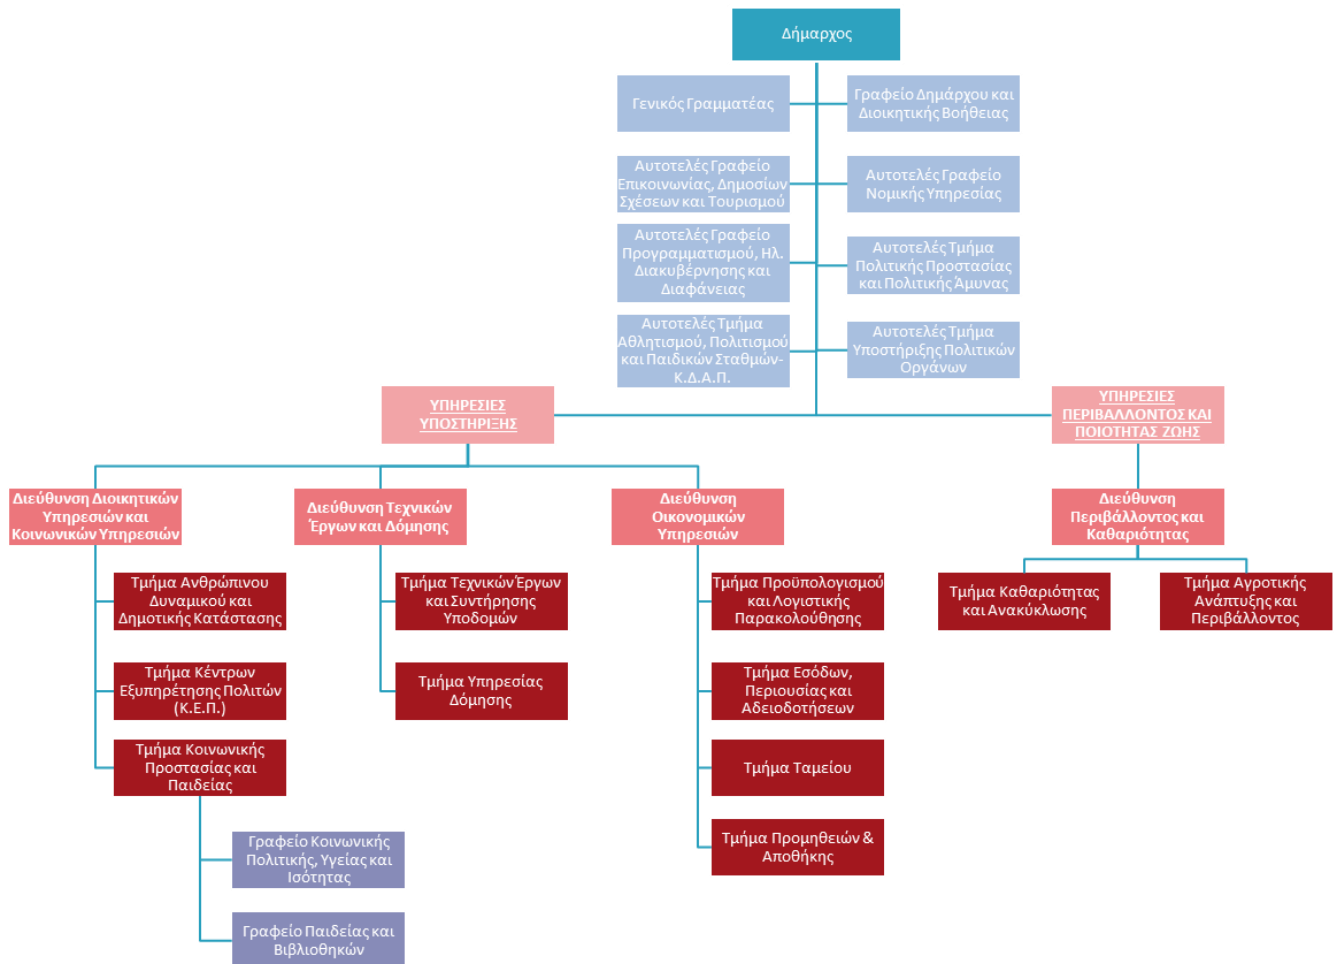 Δήμαρχος
Γενικός Γραμματέας
Γραφείο Δημάρχου και
Διοικητικής Βοήθειας
Αυτοτελές Γραφείο
Επικοινωνίας, Δημοσίων
Σχέσεων και Τουρισμού
Αυτοτελές Γραφείο
Νομικής Υπηρεσίας
Αυτοτελές Γραφείο
Προγραμματισμού, Ηλ.
Διακυβέρνησης και
Διαφάνειας
Αυτοτελές Τμήμα
Πολιτικής Προστασίας
και Πολιτικής Άμυνας
Αυτοτελές Τμήμα
Αθλητισμού, Πολιτισμού
και Παιδικών Σταθμών-
Κ.Δ.Α.Π.
Αυτοτελές Τμήμα
Υποστήριξης Πολιτικών
Οργάνων
ΥΠΗΡΕΣΙΕΣ
ΥΠΟΣΤΗΡΙΞΗΣ
ΥΠΗΡΕΣΙΕΣ
ΠΕΡΙΒΑΛΛΟΝΤΟΣ ΚΑΙ
ΠΟΙΟΤΗΤΑΣ ΖΩΗΣ
Διεύθυνση Διοικητικών
Υπηρεσιών και
Κοινωνικών Υπηρεσιών
Διεύθυνση Τεχνικών
Έργων και Δόμησης
Διεύθυνση
Οικονομικών
Υπηρεσιών
Διεύθυνση
Περιβάλλοντος και
Καθαριότητας
Τμήμα Ανθρώπινου
Δυναμικού και
Δημοτικής Κατάστασης
Τμήμα Τεχνικών Έργων
και Συντήρησης
Υποδομών
Τμήμα Προϋπολογισμού
και Λογιστικής
Παρακολούθησης
Τμήμα Καθαριότητας
και Ανακύκλωσης
Τμήμα Αγροτικής
Ανάπτυξης και
Περιβάλλοντος
Τμήμα Κέντρων
Εξυπηρέτησης Πολιτών
(Κ.Ε.Π.)
Τμήμα Υπηρεσίας
Δόμησης
Τμήμα Εσόδων,
Περιουσίας και
Αδειοδοτήσεων
Τμήμα Κοινωνικής
Προστασίας και
Παιδείας
Τμήμα Ταμείου
Τμήμα Προμηθειών &
Αποθήκης
Γραφείο Κοινωνικής
Πολιτικής, Υγείας και
Ισότητας
Γραφείο Παιδείας και
Βιβλιοθηκών